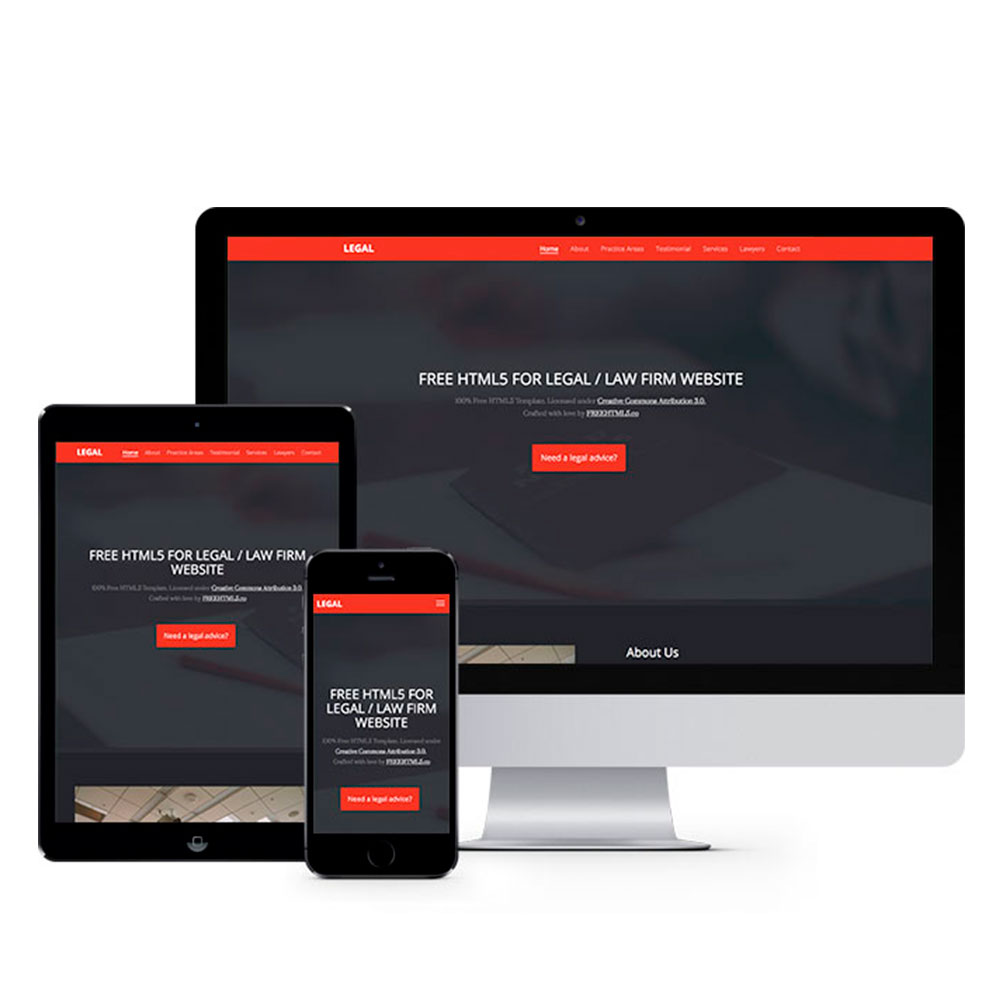 LEGAL
Home About Practice Areas Testimonial Services Lawyers Contact
FREE HTML5 FOR LEGAL / LAW FIRM WEBSITE
100% Free HTML5 Template. Licensed under Creative Commons Attribution 3.0.
Crafted with love by FREEHTML5.co
Need a legal advice?
About Us
LEGAL
Home About Practice Areas Testimonial Services Lawyers Contact
FREE HTML5 FOR LEGAL / LAW FIRM
WEBSITE
100% Free HTML5 Template. Licensed under Creative Commons Attribution 3.0.
Crafted with love by FREEHTML5.co
Need a legal advice?
LEGAL
FREE HTML5 FOR
LEGAL / LAW FIRM
WEBSITE
100% Free HTML5 Template. Licensed under
Creative Commons Attribution 3.0.
Crafted with love by FREEHTML5.co
Need a legal advice?